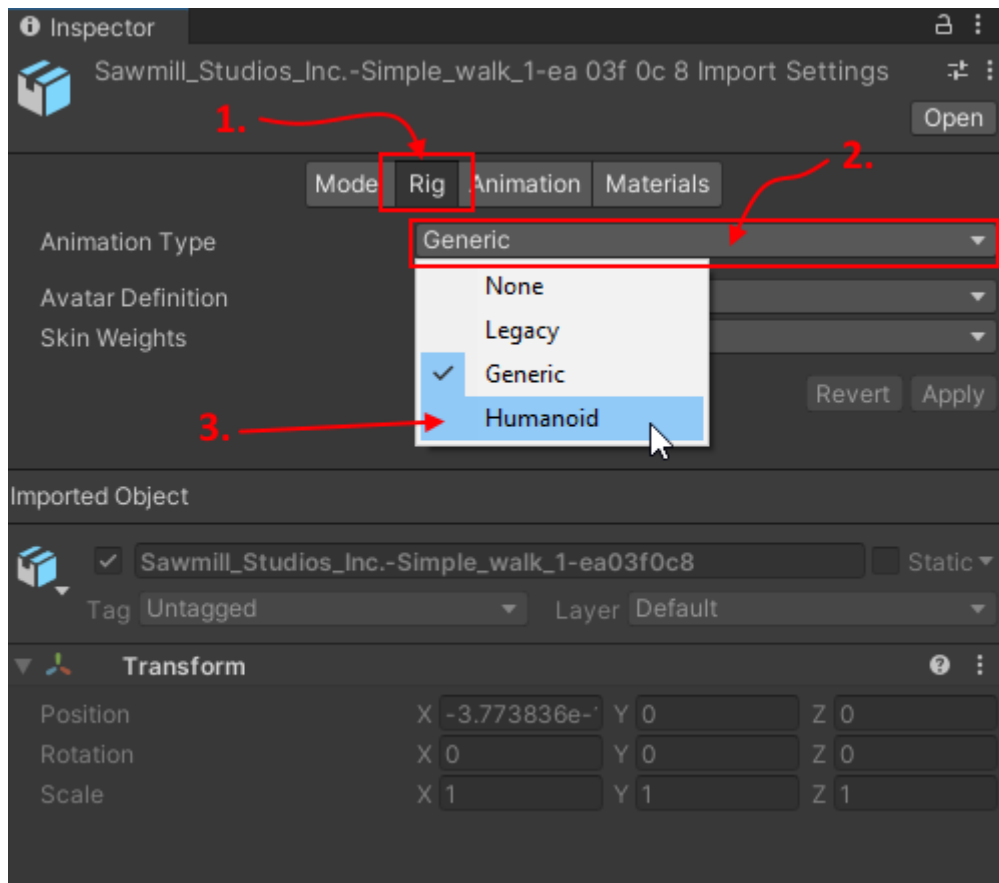 Inspector
Sawmill_Studios_Inc.-Simple_walk_1-ea 03f 0c 8 Import Settings
Open
1.
2.
Mode Rig Animation Materials
Animation Type Generic
None
Avatar Definition
Legacy
Skin Weights
Generic
Revert Apply
Humanoid
3.
Imported Object
Sawmill_Studios_Inc.-Simple_walk_1-ea03f0c8 Static
Tag Untagged Layer Default
Transform
Position X -3.773836e- Y 0 Z 0
Rotation X 0 Y 0 Z 0
Scale X 1 Y 1 Z 1